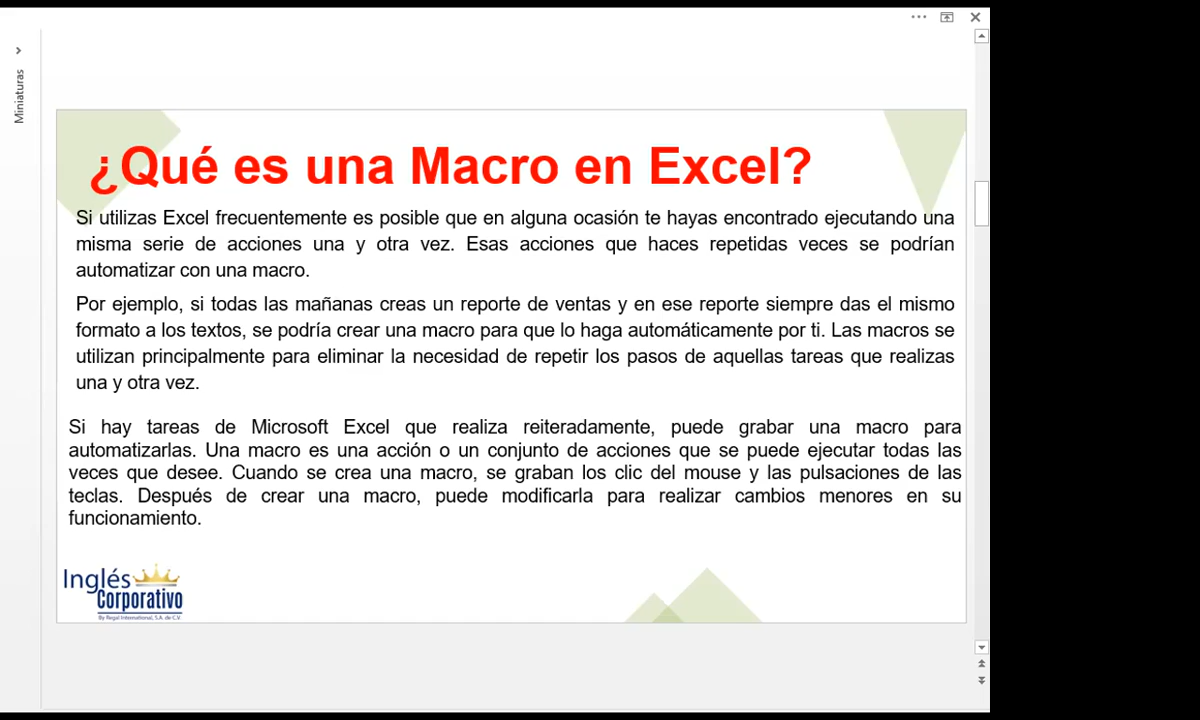 Miniaturas
¿Qué es una Macro en Excel?
Si utilizas Excel frecuentemente es posible que en alguna ocasión te hayas encontrado ejecutando una
misma serie de acciones una y otra vez. Esas acciones que haces repetidas veces se podrían
automatizar con una macro.
Por ejemplo, si todas las mañanas creas un reporte de ventas y en ese reporte siempre das el mismo
formato a los textos, se podría crear una macro para que lo haga automáticamente por ti. Las macros se
utilizan principalmente para eliminar la necesidad de repetir los pasos de aquellas tareas que realizas
una y otra vez.
Si hay tareas de Microsoft Excel que realiza reiteradamente, puede grabar una macro para
automatizarlas. Una macro es una acción o un conjunto de acciones que se puede ejecutar todas las
veces que desee. Cuando se crea una macro, se graban los clic del mouse y las pulsaciones de las
teclas. Después de crear una macro, puede modificarla para realizar cambios menores en su
funcionamiento.
Inglés
Corporativo
By Regal International, S.A. de C.V.